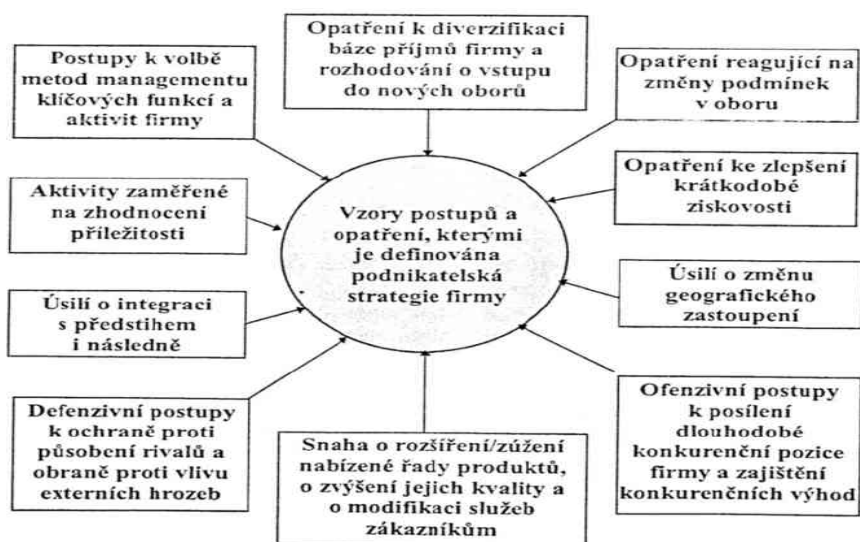 Opatření k diverzifikaci
báze příjmů firmy a
rozhodování o vstupu
do nových oborů
Postupy k volbě
metod managementu
klíčových funkcí a
aktivit firmy
Opatření reagující na
změny podmínek
v oboru
Aktivity zaměřené
na zhodnocení
příležitosti
Vzory postupů a
opatření, kterými
je definována
podnikatelská
strategie firmy
Opatření ke zlepšení
krátkodobé
ziskovosti
Úsilí o integraci
s předstihem
i následně
Úsilí o změnu
geografického
zastoupení
Defenzivní postupy
k ochraně proti
působení rivalů a
obraně proti vlivu
externích hrozeb
Snaha o rozšíření/zúžení
nabízené řady produktů,
o zvýšení jejich kvality a
o modifikaci služeb
zákazníkům
Ofenzivní postupy
k posílení
dlouhodobé
konkurenční pozice
firmy a zajištění
konkurenčních výhod